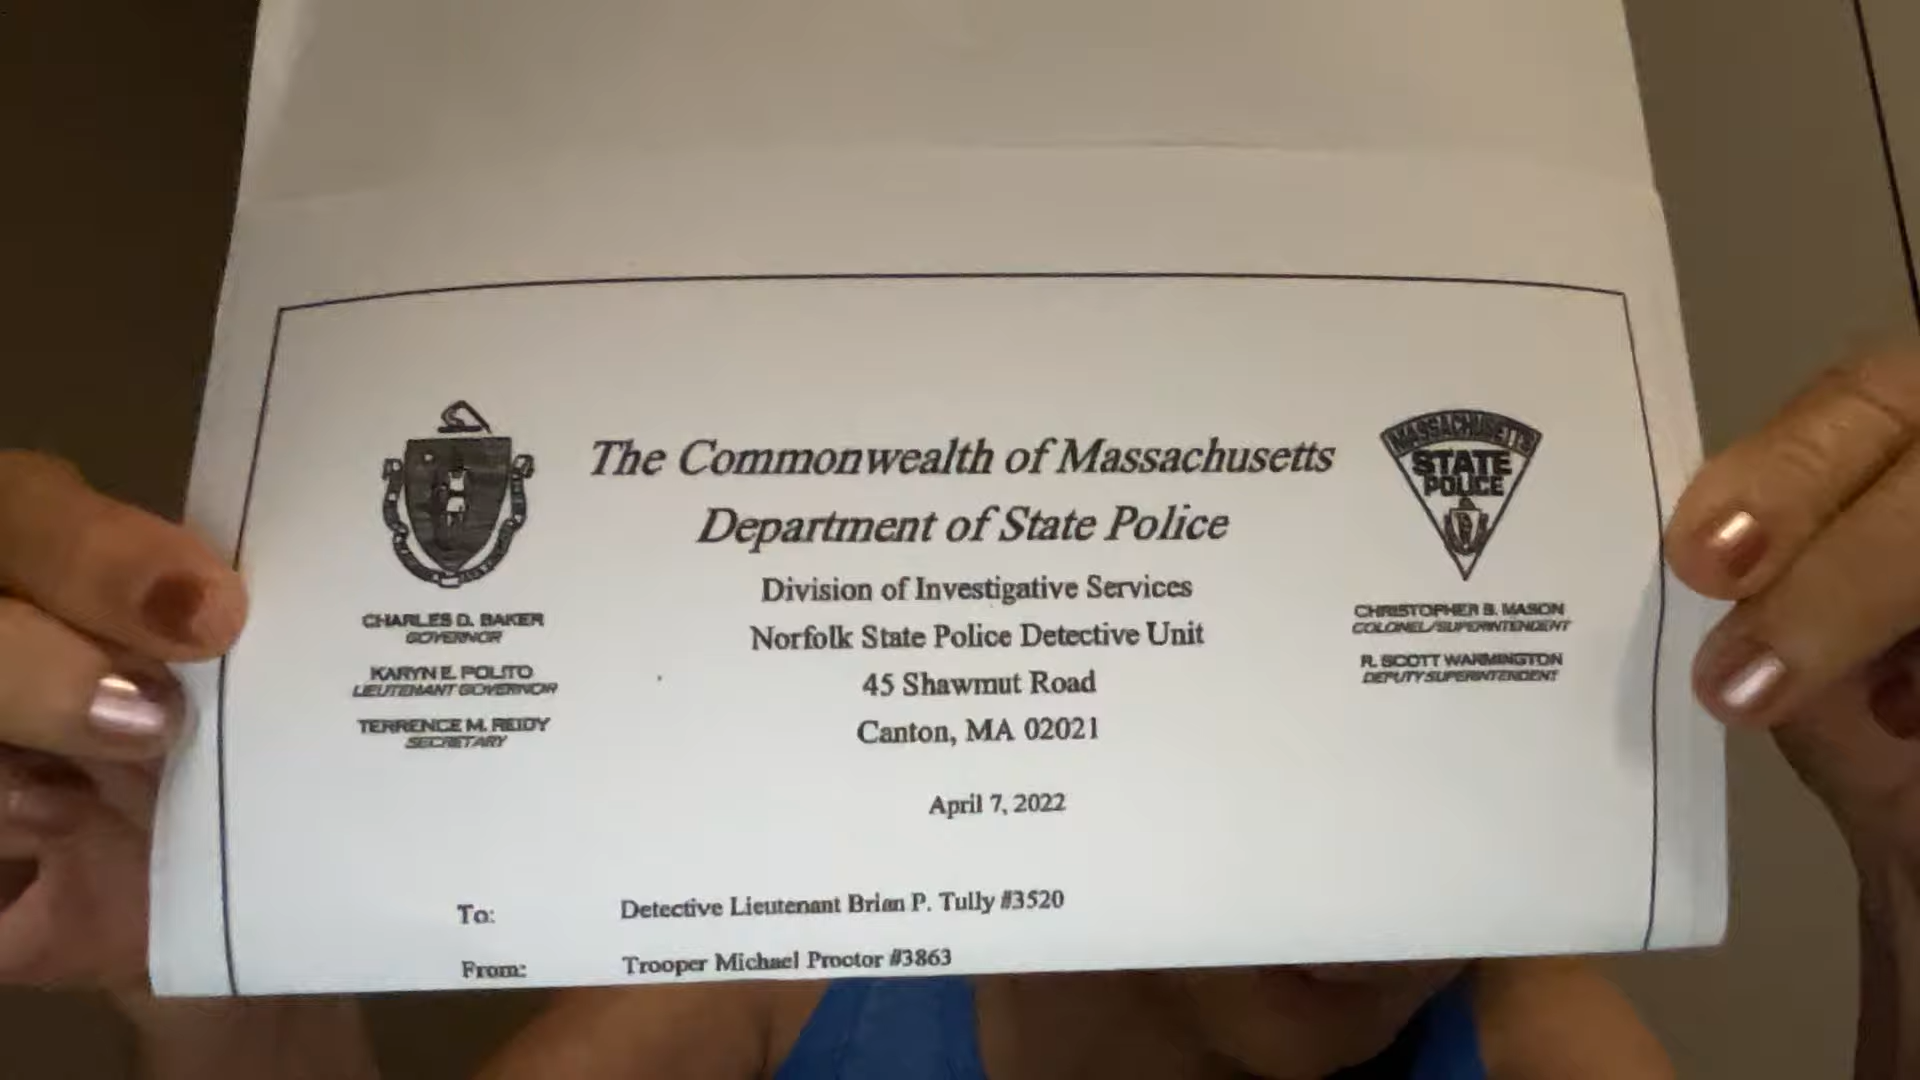 The Commonwealth of Massachusetts
Department of State Police
Division of Investigative Services
Norfolk State Police Detective Unit
45 Shawmut Road
Canton, MA 02021
CHARLES D. BAKER
GOVERNOR
KARYN E. POLITO
LIEUTENANT GOVERNOR
TERRENCE M. REIDY
SECRETARY
MASSACHUSETTS
STATE
POLICE
CHRISTOPHER S. MASON
COLONEL/SUPERINTENDENT
R. SCOTT WARMINGTON
DEPUTY SUPERINTENDENT
April 7, 2022
To: Detective Lieutenant Brian P. Tully #3520
From: Trooper Michael Proctor #3863